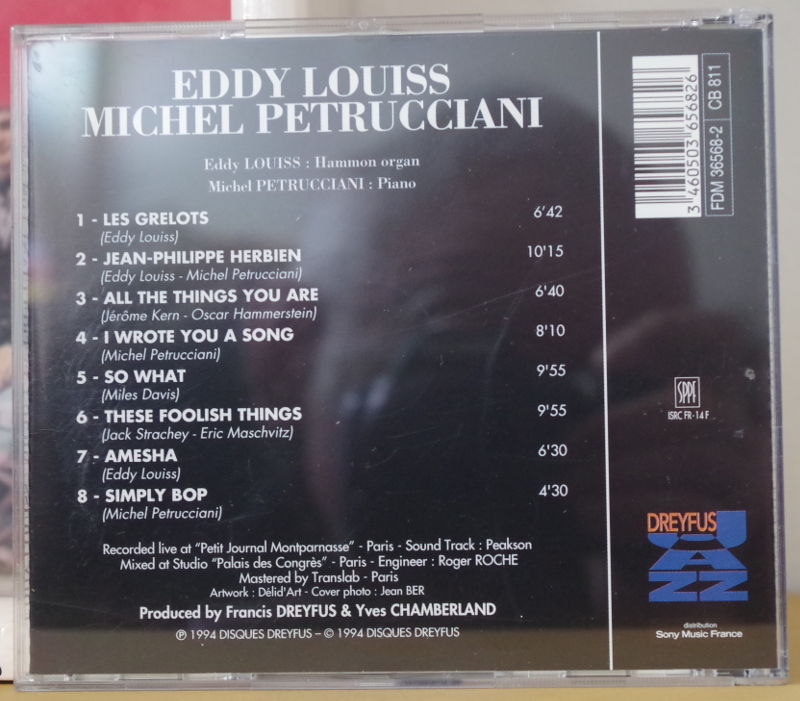 EDDY LOUISS
MICHEL PETRUCCIANI
Eddy LOUISS : Hammon organ
Michel PETRUCCIANI : Piano
1 - LES GRELOTS 6'42
(Eddy Louiss)
2 - JEAN-PHILIPPE HERBIEN 10'15
(Eddy Louiss - Michel Petrucciani)
3 - ALL THE THINGS YOU ARE 6'40
(Jérôme Kern - Oscar Hammerstein)
4 - I WROTE YOU A SONG 8'10
(Michel Petrucciani)
5 - SO WHAT 9'55
(Miles Davis)
6 - THESE FOOLISH THINGS 9'55
(Jack Strachey - Eric Maschvitz)
7 - AMESHA 6'30
(Eddy Louiss)
8 - SIMPLY BOP 4'30
(Michel Petrucciani)
Recorded live at "Petit Journal Montparnasse" - Paris - Sound Track : Peakson
Mixed at Studio "Palais des Congrès" - Paris - Engineer : Roger ROCHE
Mastered by Translab - Paris
Artwork : Délid'Art - Cover photo : Jean BER
Produced by Francis DREYFUS & Yves CHAMBERLAND
℗ 1994 DISQUES DREYFUS – © 1994 DISQUES DREYFUS
3 460503 656826
FDM 36568-2 CB 811
SPPF
ISRC FR-14 F
DREYFUS
JAZZ
distribution
Sony Music France